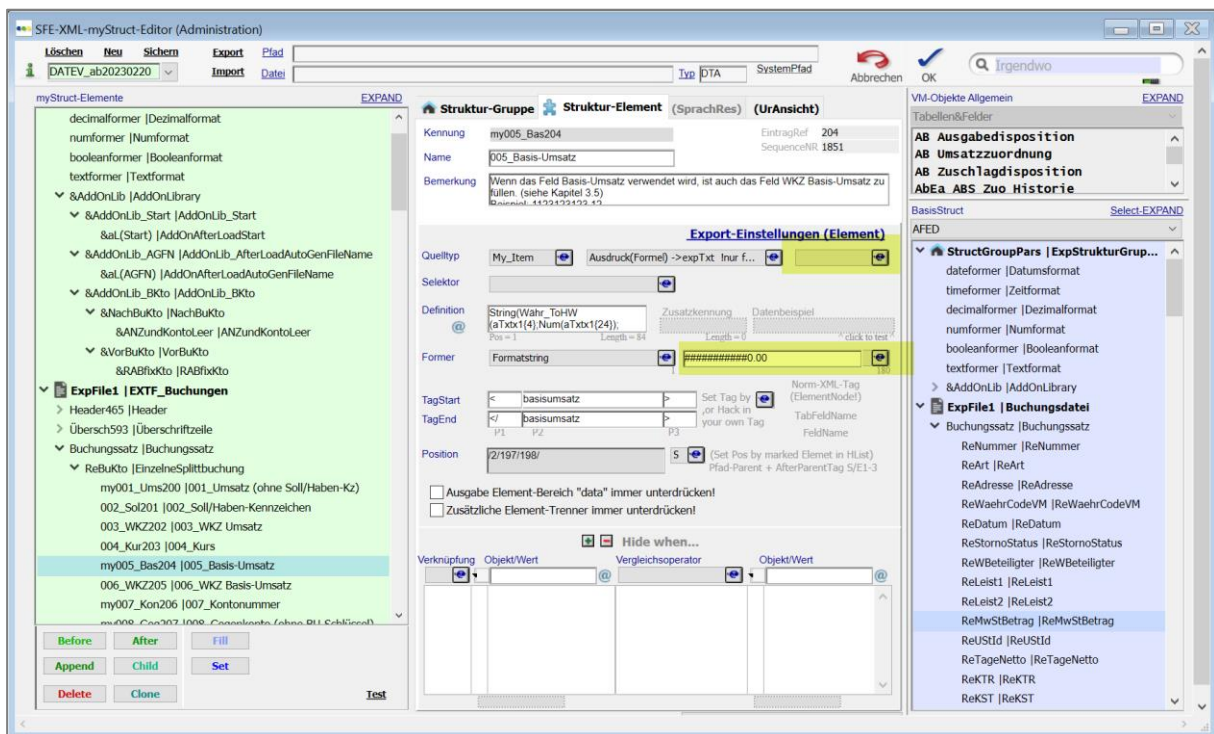 SFE-XML-myStruct-Editor (Administration)
Löschen Neu Sichern Export Pfad
DATEV_ab20230220 Import Datei Typ DTA SystemPfad Abbrechen OK Irgendwo
myStruct-Elemente EXPAND
decimalformer |Dezimalformat
numformer |Numformat
booleanformer |Booleanformat
textformer |Textformat
&AddOnLib |AddOnLibrary
&AddOnLib_Start |AddOnLib_Start
&aL(Start) |AddOnAfterLoadStart
&AddOnLib_AGFN |AddOnLib_AfterLoadAutoGenFileName
&aL(AGFN) |AddOnAfterLoadAutoGenFileName
&AddOnLib_BKto |AddOnLib_BKto
&NachBuKto |NachBuKto
&ANZundKontoLeer |ANZundKontoLeer
&VorBuKto |VorBuKto
&RABfixKto |RABfixKto
ExpFile1 |EXTF_Buchungen
Header465 |Header
Übersch593 |Überschriftzeile
Buchungssatz |Buchungssatz
ReBuKto |EinzelneSplittbuchung
my001_Ums200 |001_Umsatz (ohne Soll/Haben-Kz)
002_Sol201 |002_Soll/Haben-Kennzeichen
003_WKZ202 |003_WKZ Umsatz
004_Kur203 |004_Kurs
my005_Bas204 |005_Basis-Umsatz
006_WKZ205 |006_WKZ Basis-Umsatz
my007_Kon206 |007_Kontonummer
my008_Geg207 |008_Gegenkonto (ohne BU-Schlüssel)
Before After Fill
Append Child Set
Delete Clone Test
Struktur-Gruppe Struktur-Element (SprachRes) (UrAnsicht)
Kennung my005_Bas204 EintragRef 204
SequenceNR 1851
Name 005_Basis-Umsatz
Bemerkung Wenn das Feld Basis-Umsatz verwendet wird, ist auch das Feld WKZ Basis-Umsatz zu
füllen. (siehe Kapitel 3.5)
Beispiel: 1123123123,12
Export-Einstellungen (Element)
Quelltyp My_Item Ausdruck(Formel) ->expTxt !nur f...
Selektor
Definition String(Währ_ToHW Zusatzkennung Datenbeispiel
@ (aTxtx1{4};Num(aTxtx1{24});
Pos = 1 Length = 84 Length = 0 ^ click to test ^
Former Formatstring ###########0.00
1 180
Norm-XML-Tag
TagStart < basisumsatz > Set Tag by (ElementNode!)
,or Hack in
TagEnd </ basisumsatz > your own Tag TabFeldName
P1 P2 P3 FeldName
Position /2/197/198/ S (Set Pos by marked Elemet in HList)
Pfad-Parent + AfterParentTag S/E1-3
Ausgabe Element-Bereich "data" immer unterdrücken!
Zusätzliche Element-Trenner immer unterdrücken!
Hide when...
Verknüpfung Objekt/Wert Vergleichsoperator Objekt/Wert
@ @
VM-Objekte Allgemein EXPAND
Tabellen&Felder
AB Ausgabedisposition
AB Umsatzzuordnung
AB Zuschlagdisposition
AbEa ABS Zuo Historie
BasisStruct Select-EXPAND
AFED
StructGroupPars |ExpStrukturGrup...
dateformer |Datumsformat
timeformer |Zeitformat
decimalformer |Dezimalformat
numformer |Numformat
booleanformer |Booleanformat
textformer |Textformat
&AddOnLib |AddOnLibrary
ExpFile1 |Buchungsdatei
Buchungssatz |Buchungssatz
ReNummer |ReNummer
ReArt |ReArt
ReAdresse |ReAdresse
ReWaehrCodeVM |ReWaehrCodeVM
ReDatum |ReDatum
ReStornoStatus |ReStornoStatus
ReWBeteiligter |ReWBeteiligter
ReLeist1 |ReLeist1
ReLeist2 |ReLeist2
ReMwStBetrag |ReMwStBetrag
ReUStId |ReUStId
ReTageNetto |ReTageNetto
ReKTR |ReKTR
ReKST |ReKST